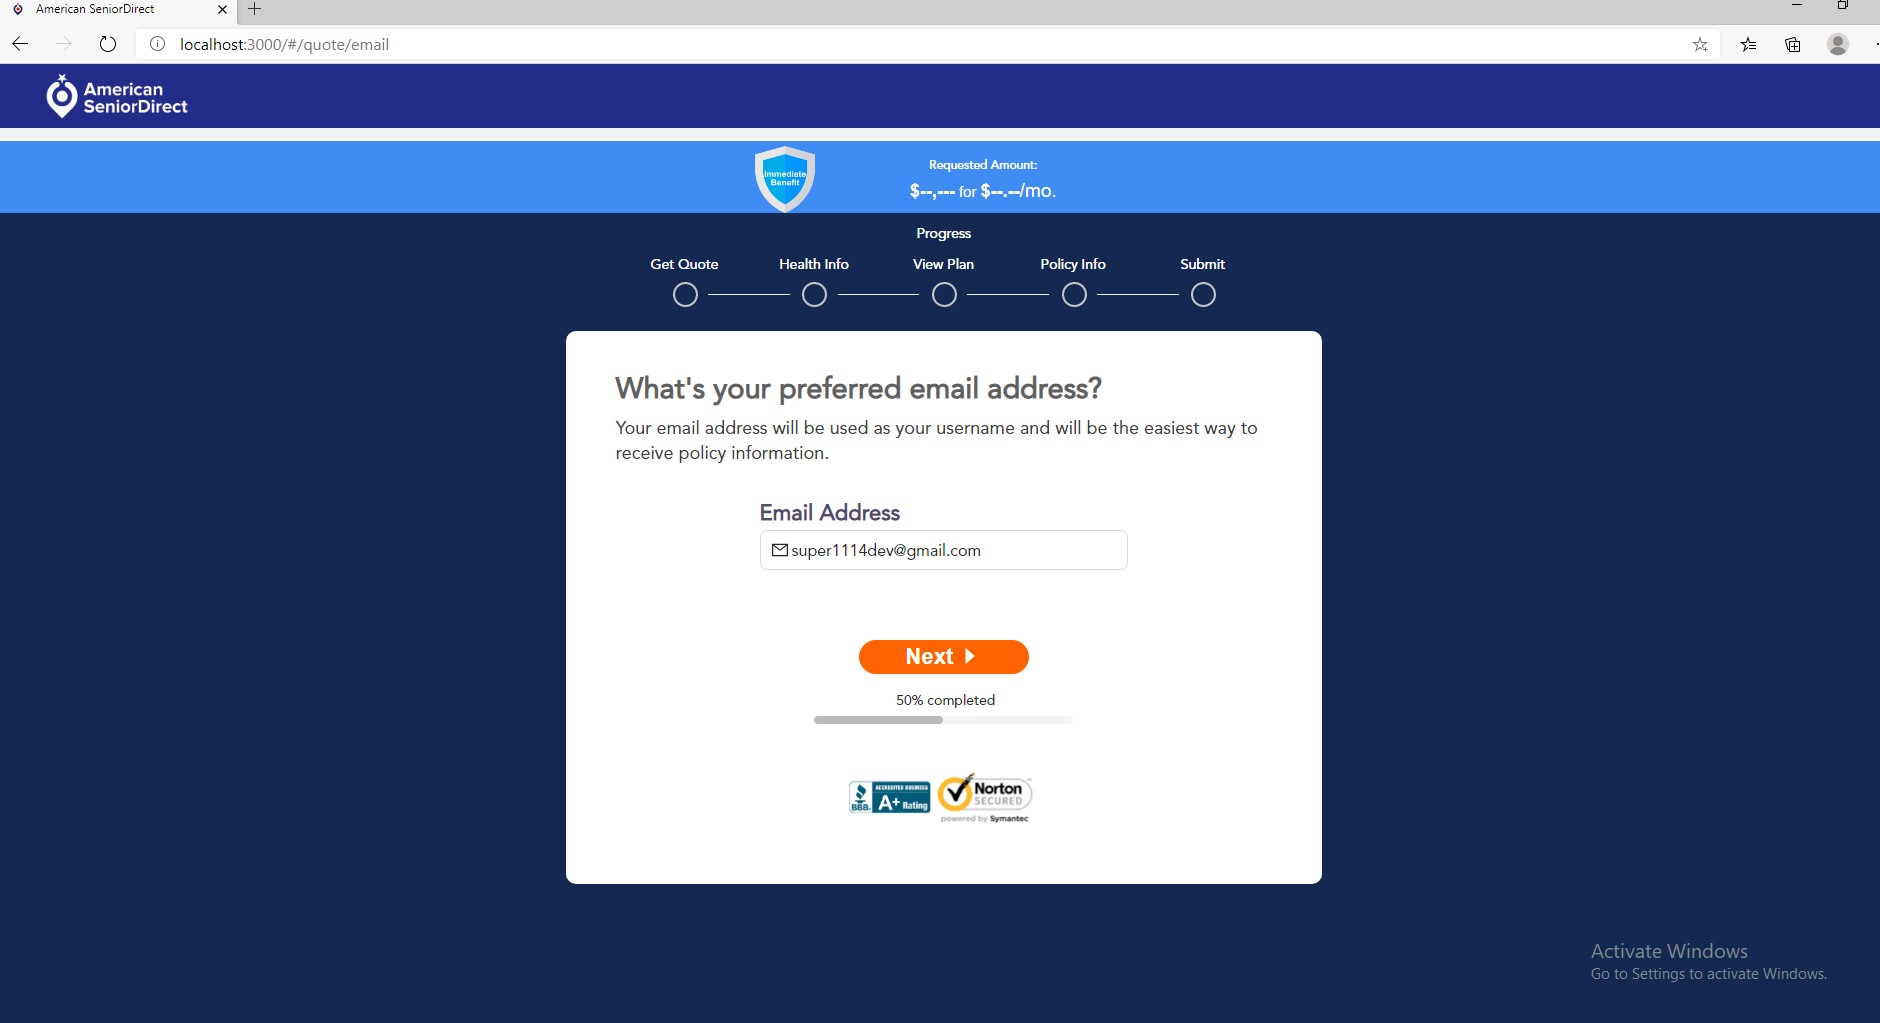 American SeniorDirect
localhost:3000/#/quote/email
American
SeniorDirect
Immediate
Benefit
Requested Amount:
$--,--- for $--.--/mo.
Progress
Get Quote
Health Info
View Plan
Policy Info
Submit
What's your preferred email address?
Your email address will be used as your username and will be the easiest way to
receive policy information.
Email Address
super1114dev@gmail.com
Next
50% completed
BBB.
ACCREDITED BUSINESS
A+ Rating
Norton
SECURED
powered by Symantec
Activate Windows
Go to Settings to activate Windows.